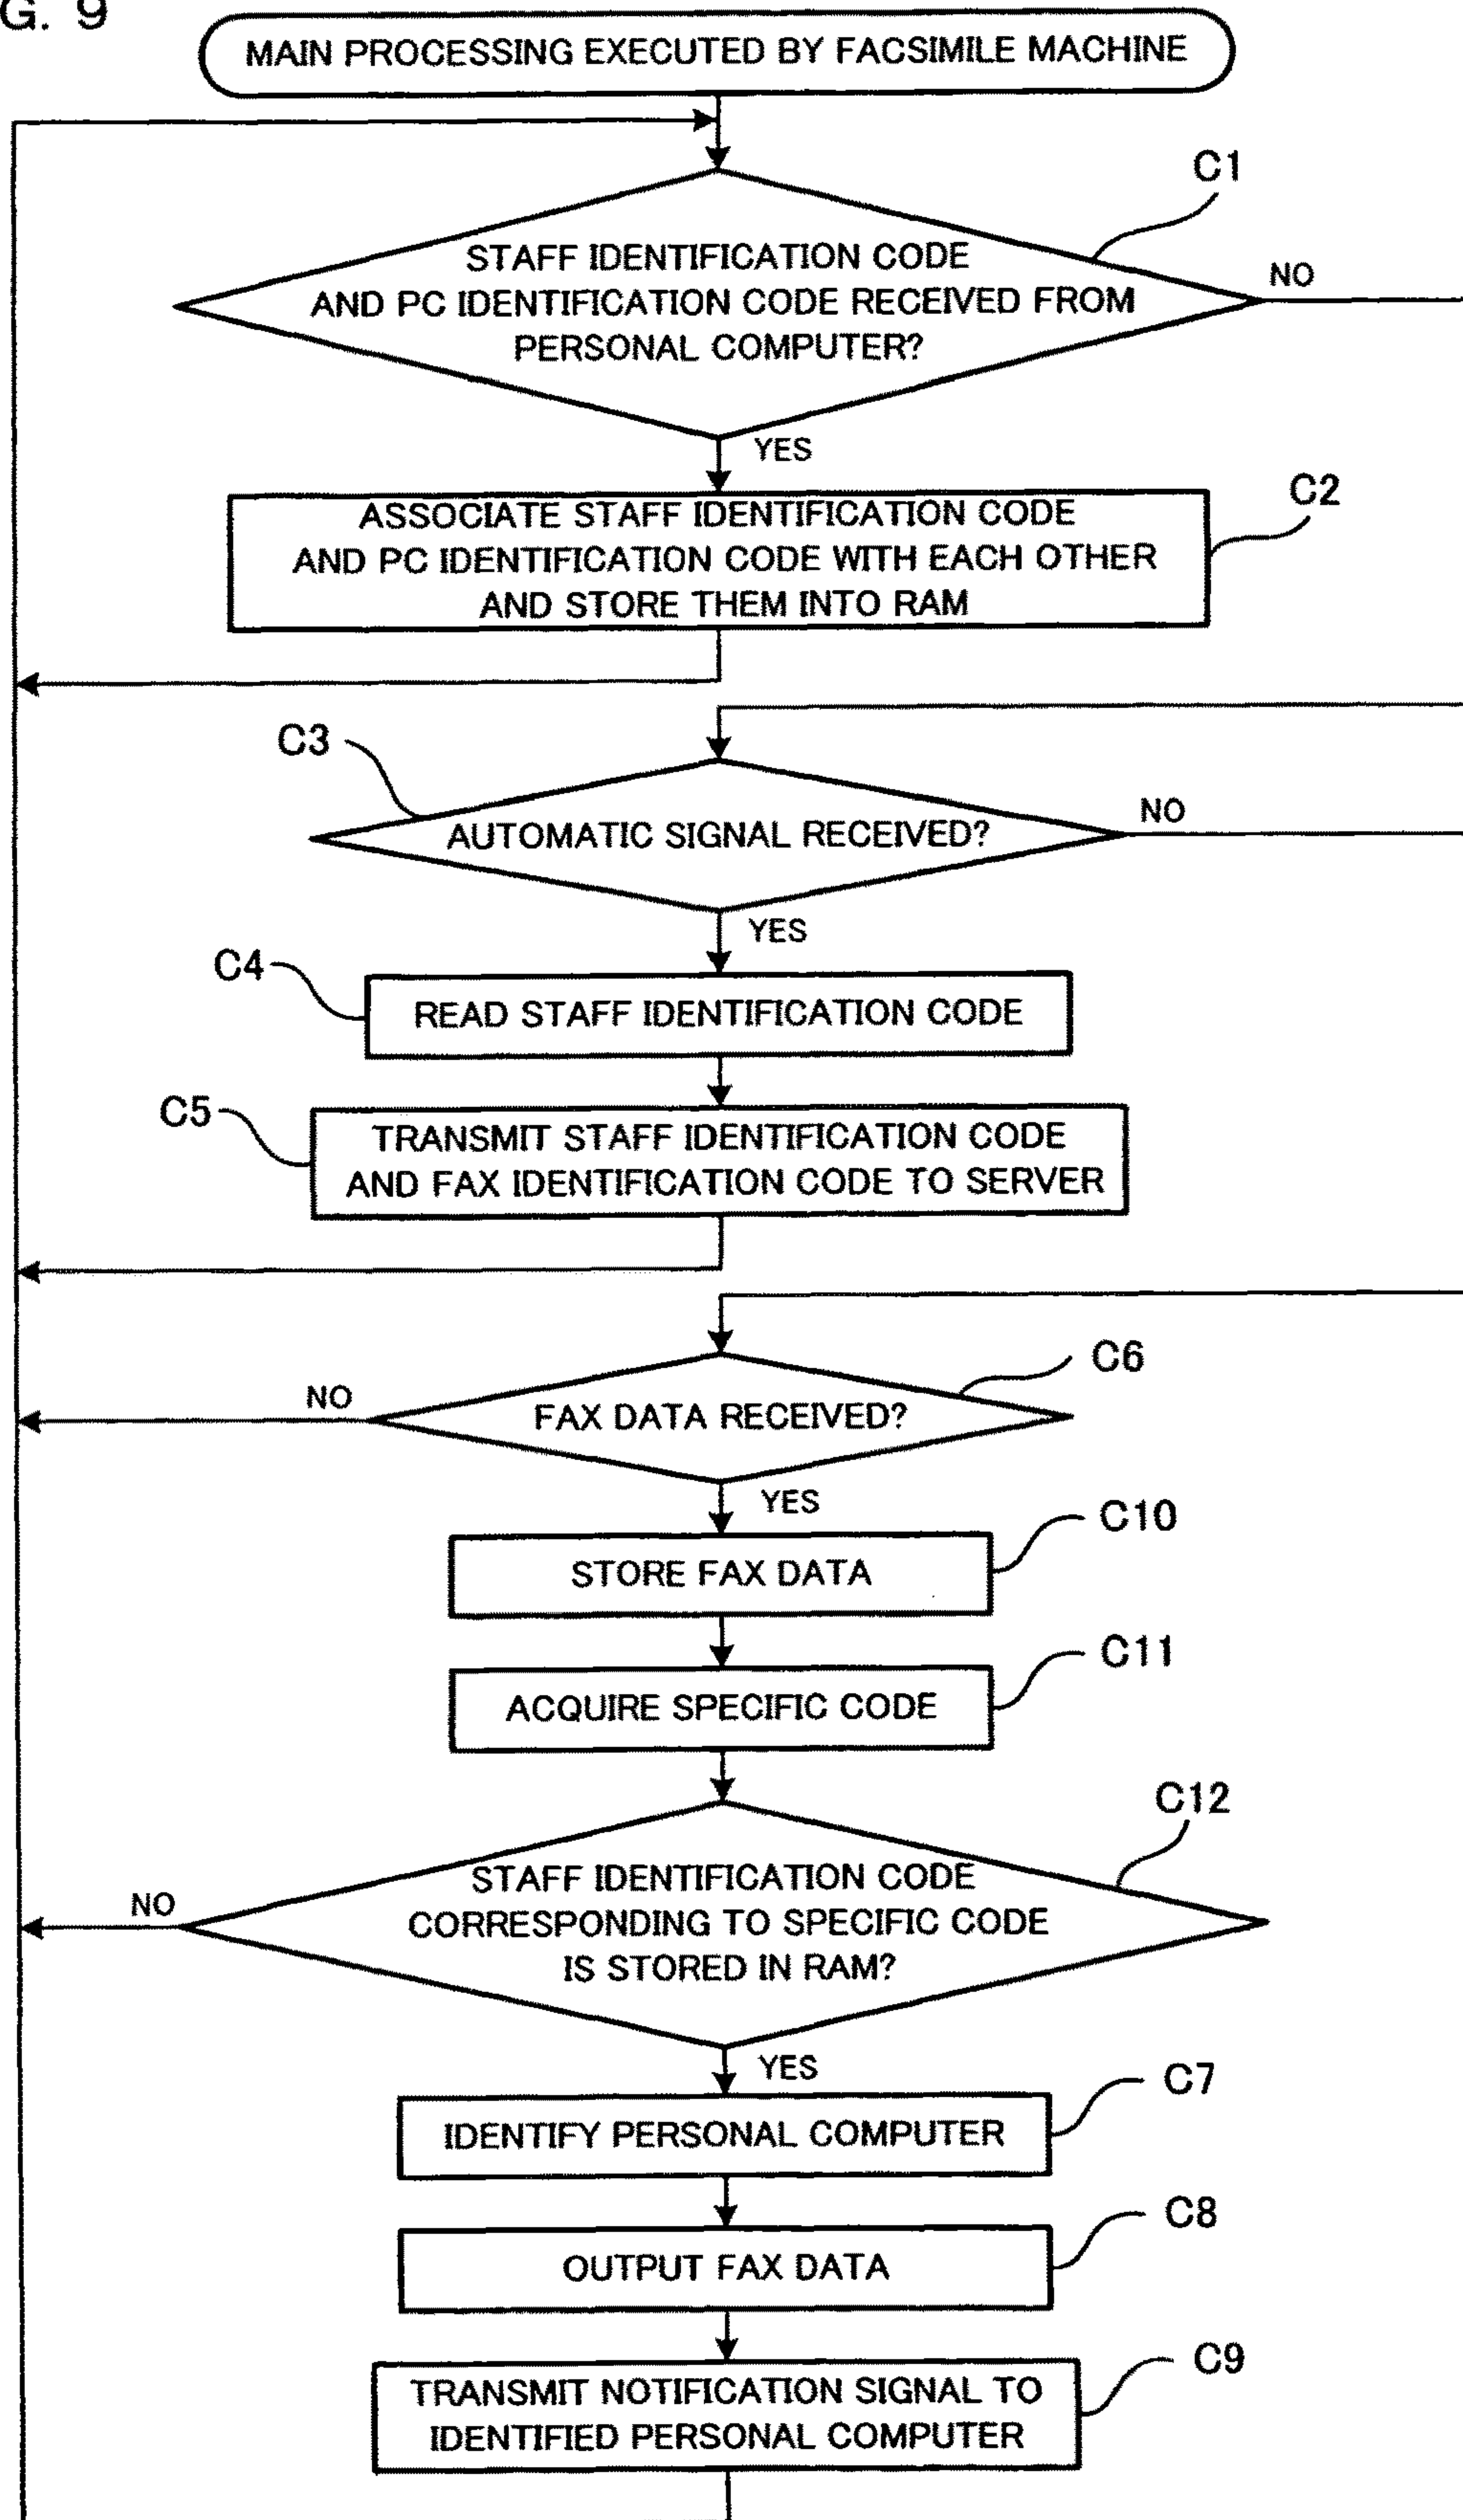 G. 9
MAIN PROCESSING EXECUTED BY FACSIMILE MACHINE
C1
STAFF IDENTIFICATION CODE
AND PC IDENTIFICATION CODE RECEIVED FROM
PERSONAL COMPUTER?
NO
YES
C2
ASSOCIATE STAFF IDENTIFICATION CODE
AND PC IDENTIFICATION CODE WITH EACH OTHER
AND STORE THEM INTO RAM
C3
AUTOMATIC SIGNAL RECEIVED?
NO
YES
C4
READ STAFF IDENTIFICATION CODE
C5
TRANSMIT STAFF IDENTIFICATION CODE
AND FAX IDENTIFICATION CODE TO SERVER
C6
NO
FAX DATA RECEIVED?
YES
C10
STORE FAX DATA
C11
ACQUIRE SPECIFIC CODE
C12
STAFF IDENTIFICATION CODE
NO
CORRESPONDING TO SPECIFIC CODE
IS STORED IN RAM?
YES
C7
IDENTIFY PERSONAL COMPUTER
C8
OUTPUT FAX DATA
C9
TRANSMIT NOTIFICATION SIGNAL TO
IDENTIFIED PERSONAL COMPUTER